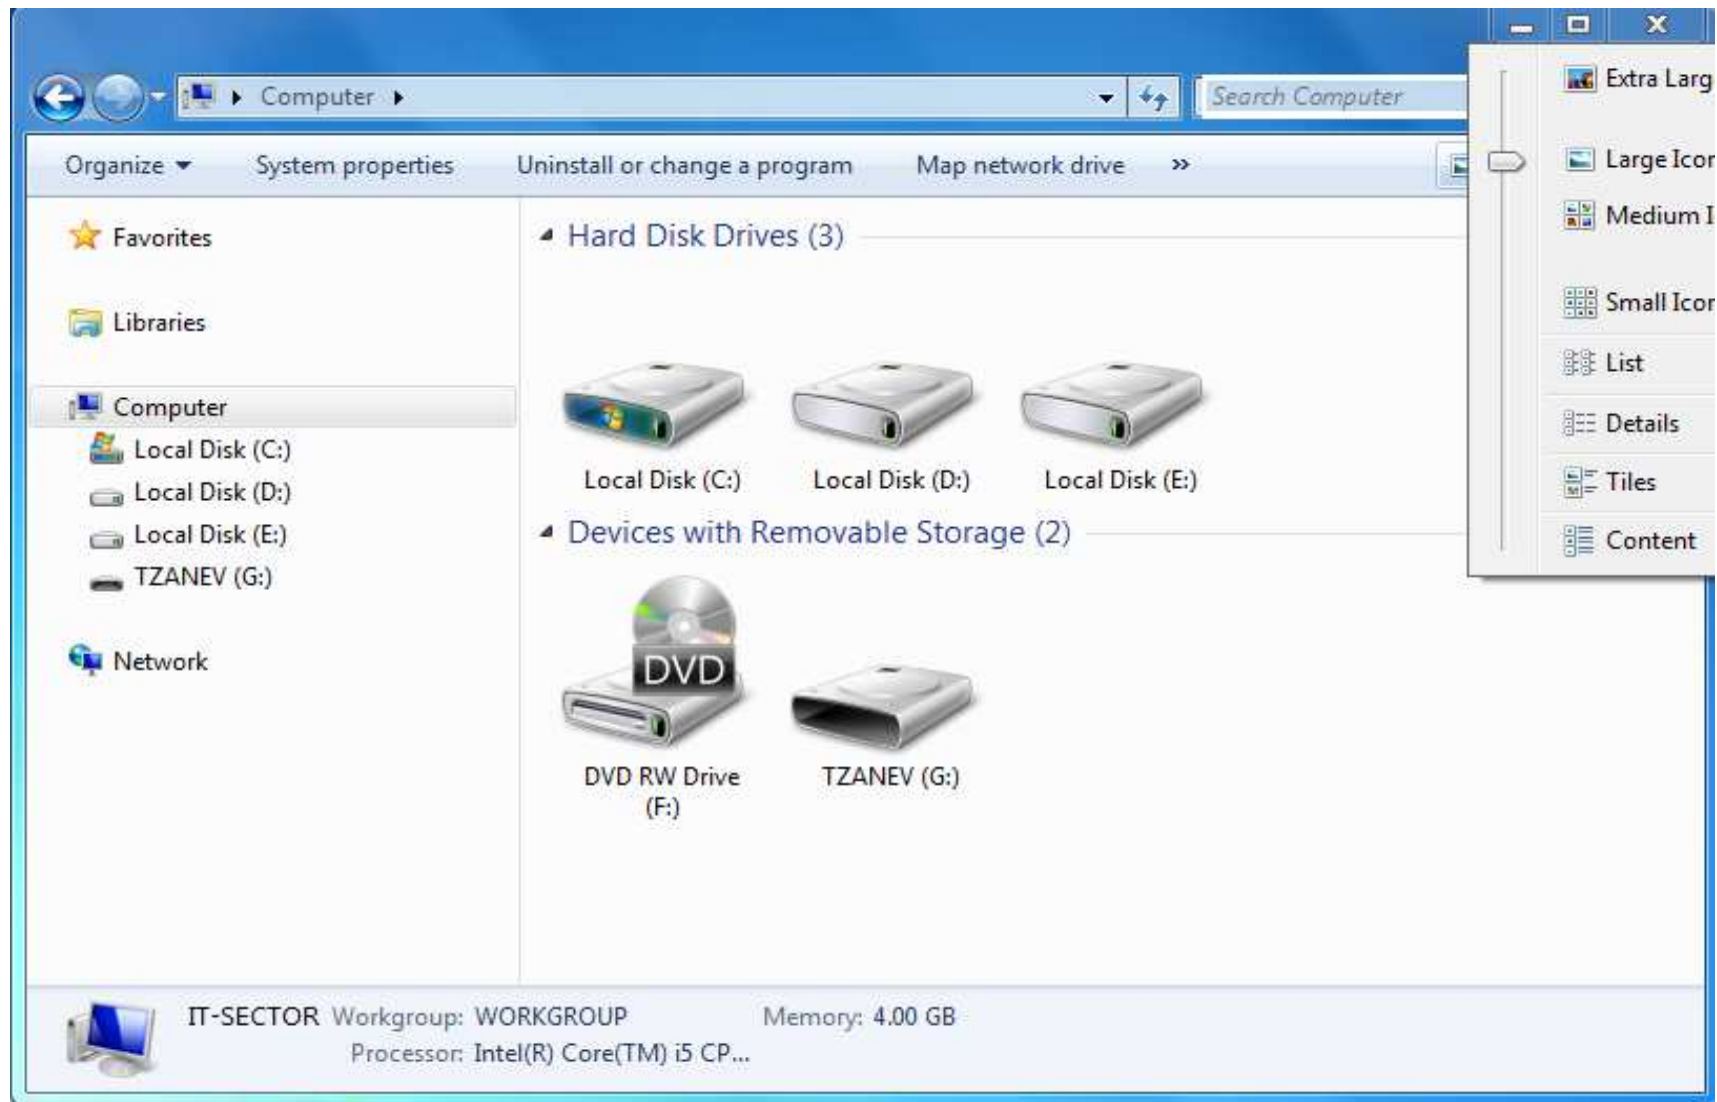 Computer
Search Computer
Organize
System properties
Uninstall or change a program
Map network drive
»
Extra Larg
Large Icon
Medium I
Small Icon
List
Details
Tiles
Content
Favorites
Libraries
Computer
Local Disk (C:)
Local Disk (D:)
Local Disk (E:)
TZANEV (G:)
Network
Hard Disk Drives (3)
Local Disk (C:)
Local Disk (D:)
Local Disk (E:)
Devices with Removable Storage (2)
DVD
DVD RW Drive
(F:)
TZANEV (G:)
IT-SECTOR Workgroup: WORKGROUP Memory: 4.00 GB
Processor: Intel(R) Core(TM) i5 CP...